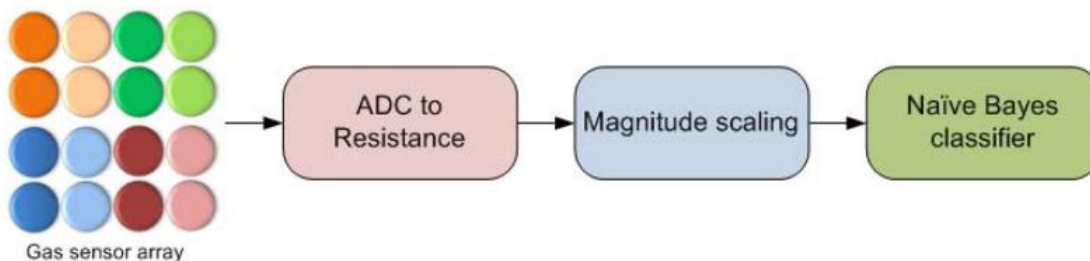 ADC to
Resistance
Magnitude scaling
Naïve Bayes
classifier
Gas sensor array